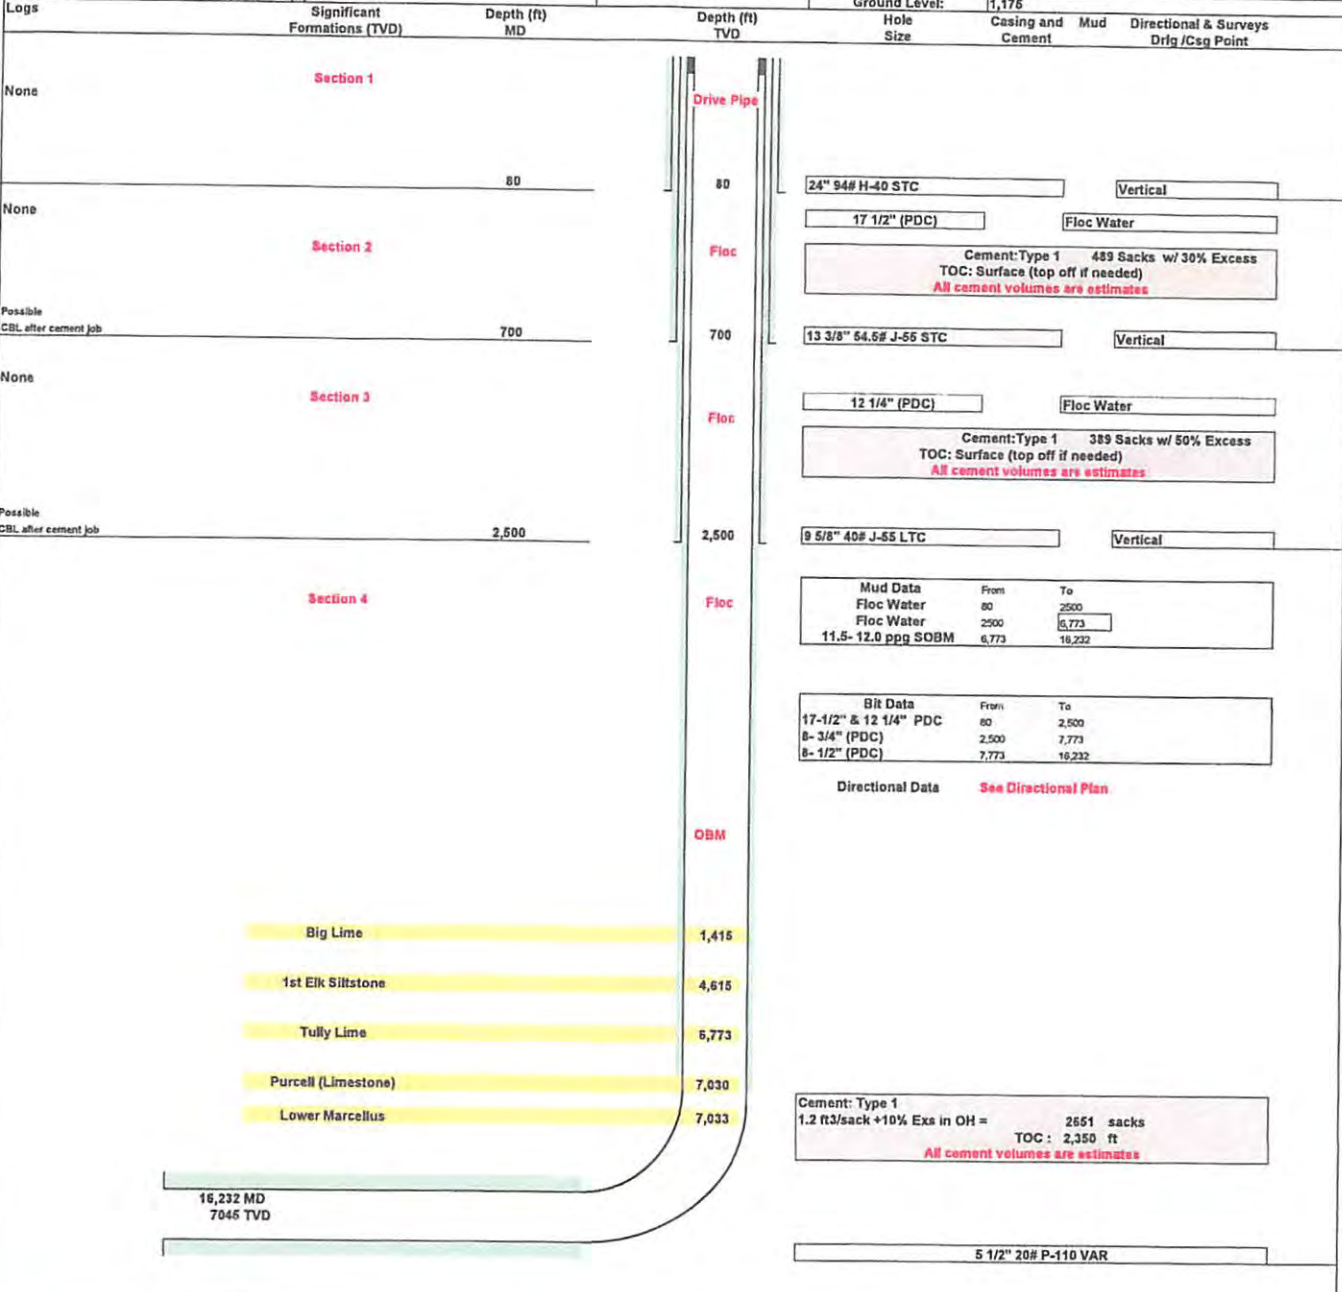 Ground Level: 1,175
Logs Significant Formations (TVD) Depth (ft) MD Depth (ft) TVD Hole Size Casing and Cement Mud Directional & Surveys Drlg /Csg Point
Section 1
None
Drive Pipe
80 80 24" 94# H-40 STC Vertical
None
17 1/2" (PDC) Floc Water
Section 2 Floc
Cement:Type 1 489 Sacks w/ 30% Excess
TOC: Surface (top off if needed)
All cement volumes are estimates
Possible
CBL after cement job
700 700 13 3/8" 54.5# J-55 STC Vertical
None
Section 3 Floc
12 1/4" (PDC) Floc Water
Cement:Type 1 389 Sacks w/ 50% Excess
TOC: Surface (top off if needed)
All cement volumes are estimates
Possible
CBL after cement job
2,500 2,500 9 5/8" 40# J-55 LTC Vertical
Section 4 Floc
Mud Data From To
Floc Water 80 2500
Floc Water 2500 6,773
11.5- 12.0 ppg SOBM 6,773 16,232
Bit Data From To
17-1/2" & 12 1/4" PDC 80 2,500
8- 3/4" (PDC) 2,500 7,773
8- 1/2" (PDC) 7,773 16,232
Directional Data See Directional Plan
OBM
Big Lime 1,415
1st Elk Siltstone 4,615
Tully Lime 6,773
Purcell (Limestone) 7,030
Lower Marcellus 7,033
Cement: Type 1
1.2 ft3/sack +10% Exs in OH = 2651 sacks
TOC : 2,350 ft
All cement volumes are estimates
16,232 MD
7045 TVD
5 1/2" 20# P-110 VAR